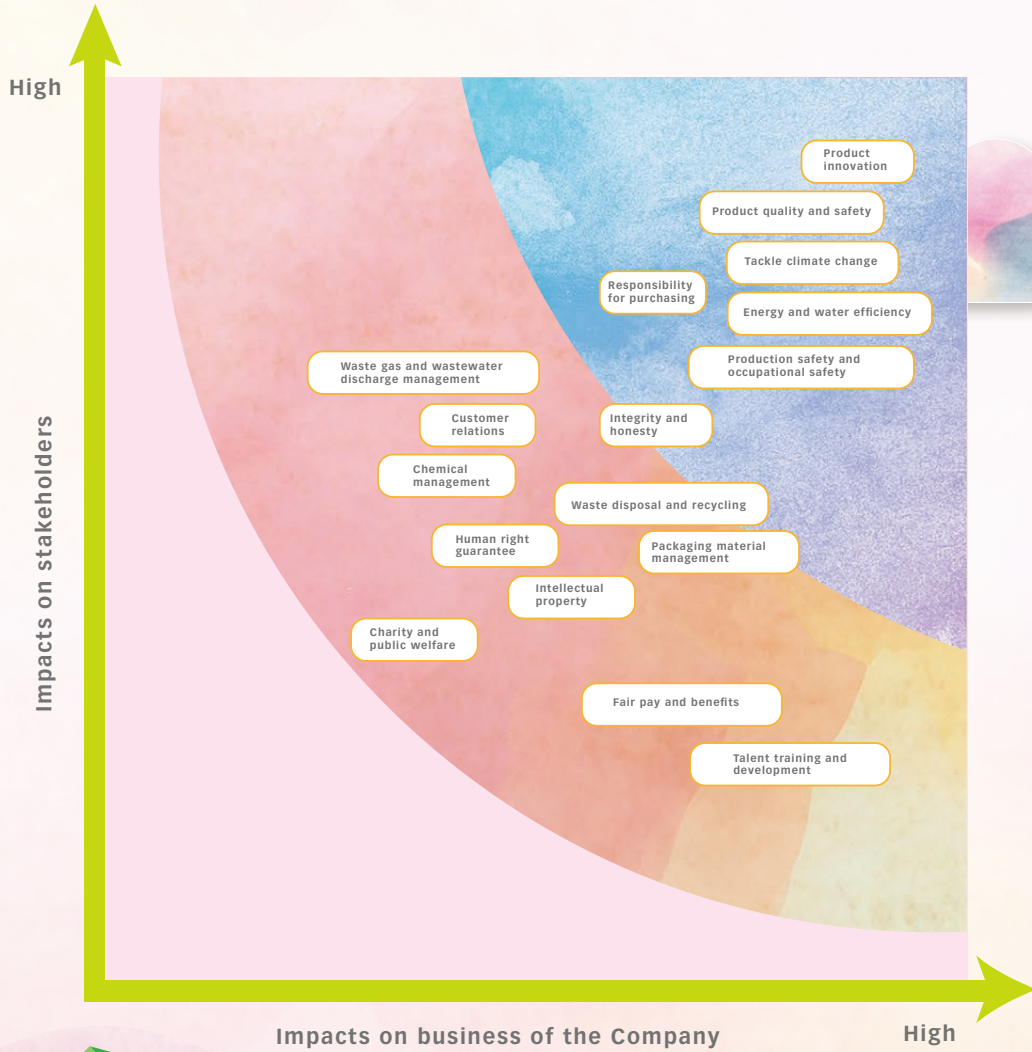 High
Product
innovation
Product quality and safety
Tackle climate change
Responsibility
for purchasing
Energy and water efficiency
Production safety and
occupational safety
Waste gas and wastewater
discharge management
Customer
relations
Integrity and
honesty
Chemical
management
Waste disposal and recycling
Human right
guarantee
Packaging material
management
Intellectual
property
Charity and
public welfare
Fair pay and benefits
Talent training and
development
Impacts on stakeholders
Impacts on business of the Company
High